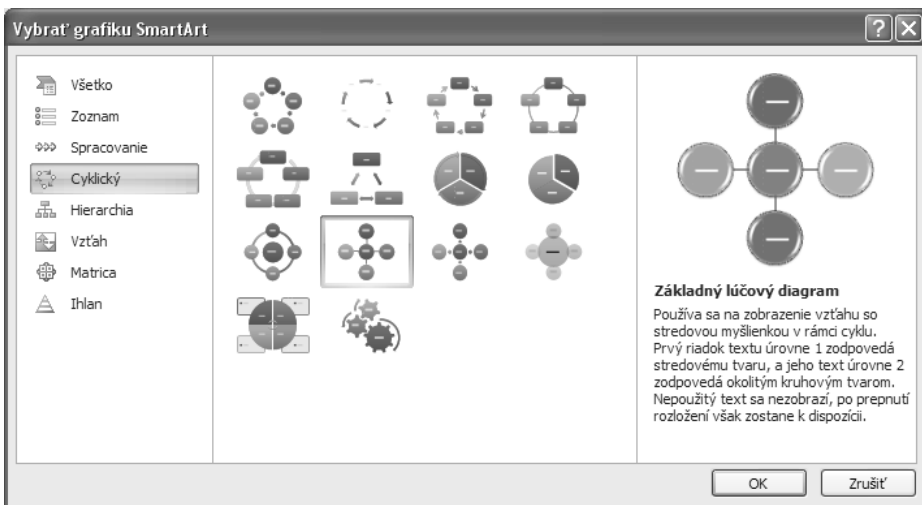 Vybrať grafiku SmartArt
Všetko
Zoznam
Spracovanie
Cyklický
Hierarchia
Vzťah
Matrica
Ihlan
Základný lúčový diagram
Používa sa na zobrazenie vzťahu so
stredovou myšlienkou v rámci cyklu.
Prvý riadok textu úrovne 1 zodpovedá
stredovému tvaru, a jeho text úrovne 2
zodpovedá okolitým kruhovým tvarom.
Nepoužitý text sa nezobrazí, po prepnutí
rozložení však zostane k dispozícii.
OK
Zrušiť